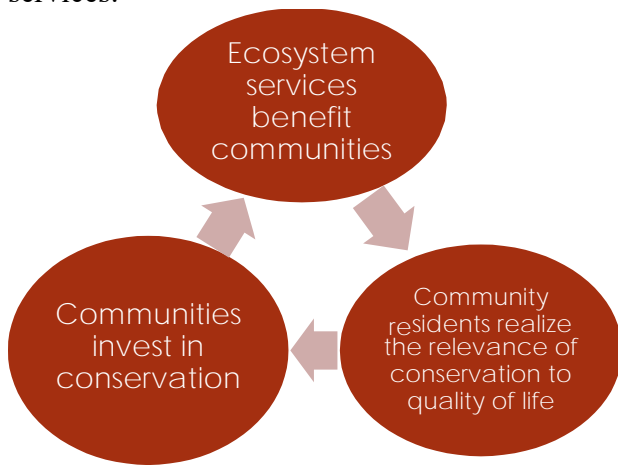 services.
Ecosystem
services
benefit
communities
Community
residents realize
the relevance of
conservation to
quality of life
Communities
invest in
conservation